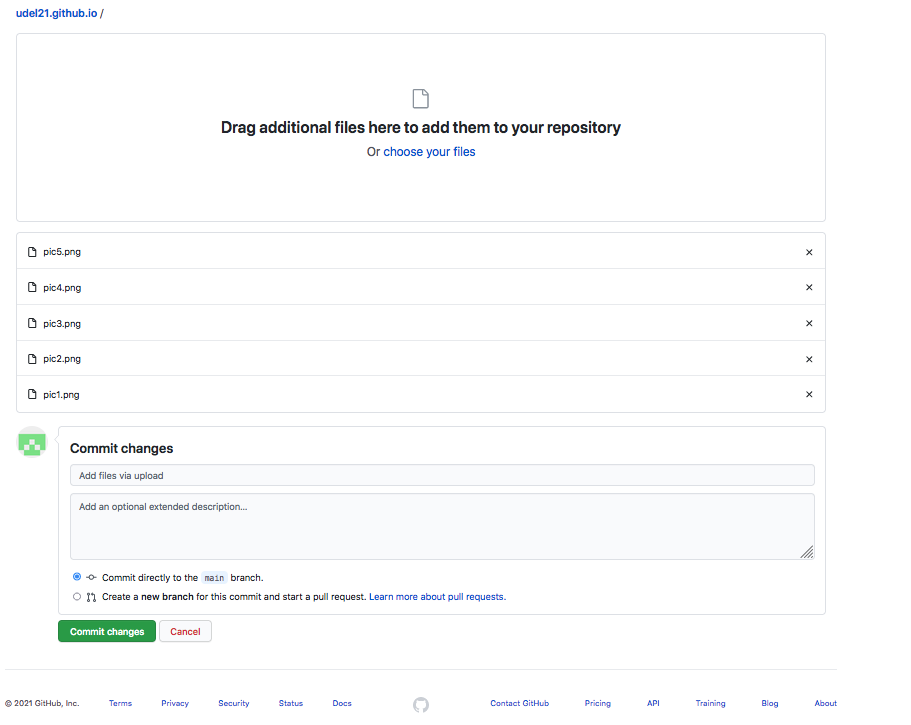 udel21.github.io /
Drag additional files here to add them to your repository
Or choose your files
pic5.png
pic4.png
pic3.png
pic2.png
pic1.png
Commit changes
Add files via upload
Add an optional extended description...
Commit directly to the main branch.
Create a new branch for this commit and start a pull request. Learn more about pull requests.
Commit changes Cancel
© 2021 GitHub, Inc. Terms Privacy Security Status Docs Contact GitHub Pricing API Training Blog About